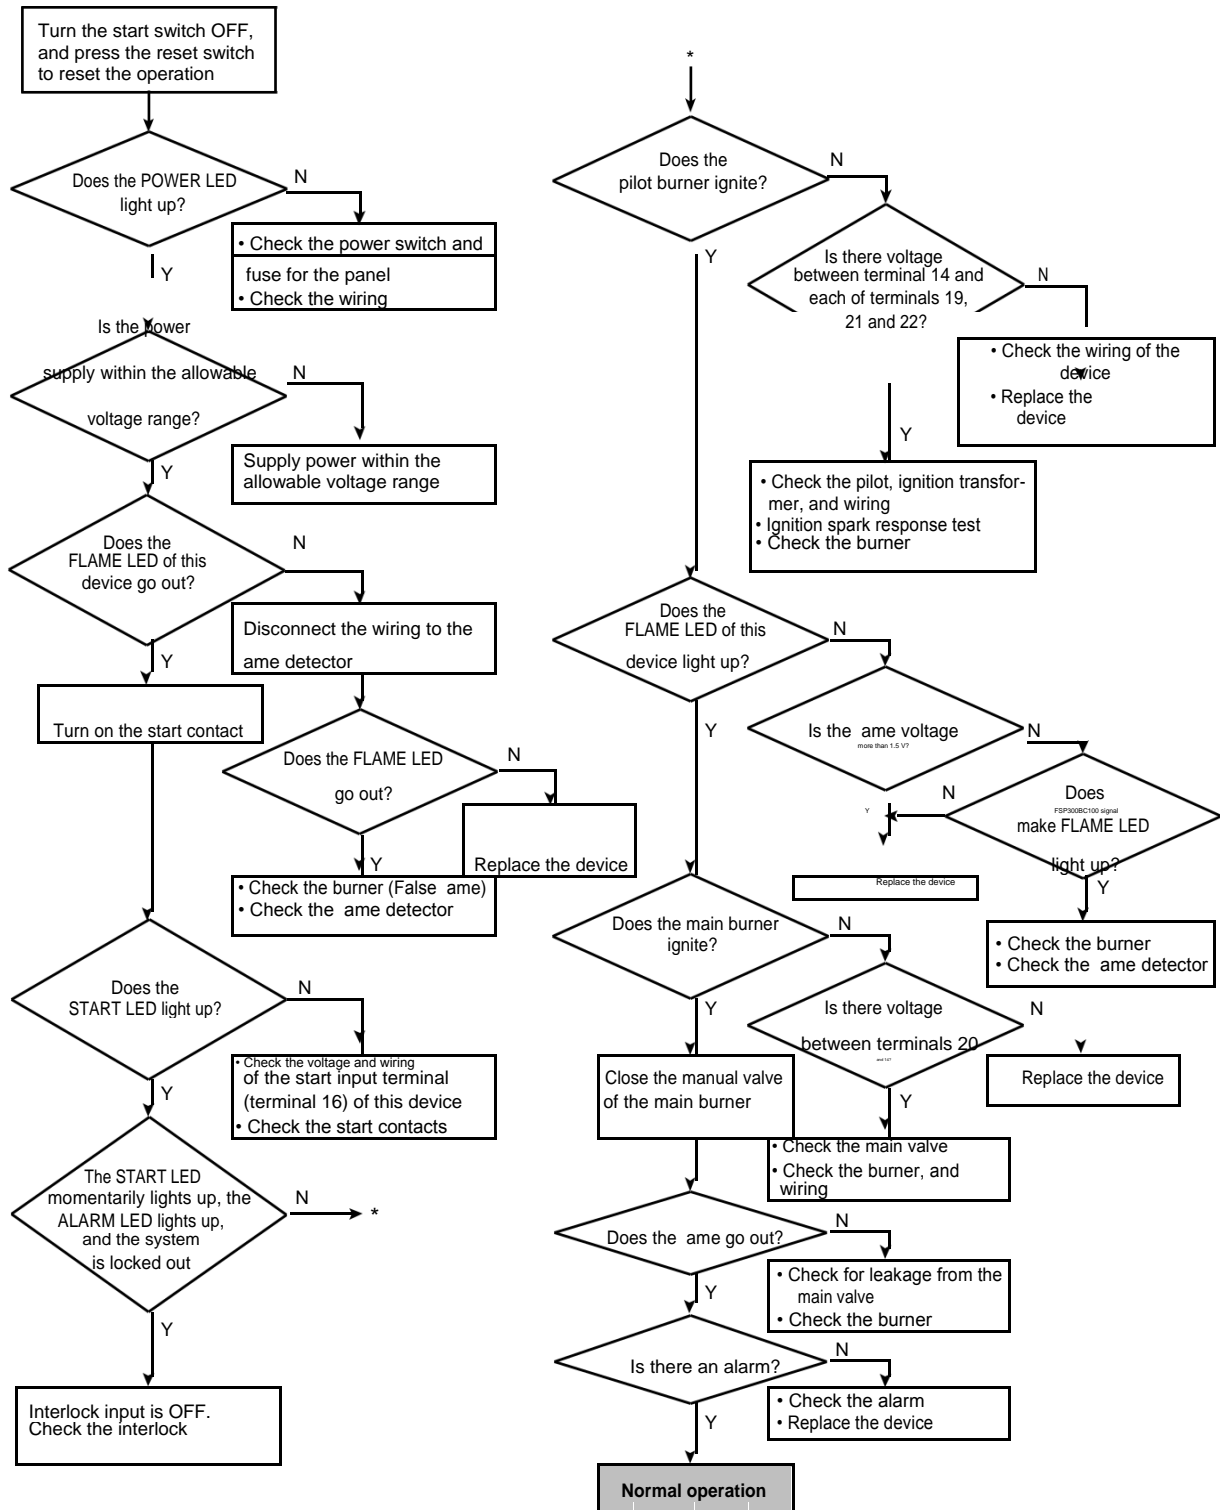 Turn the start switch OFF,
and press the reset switch
to reset the operation
Does the POWER LED
light up?
N
• Check the power switch and
fuse for the panel
• Check the wiring
Y
Is the power
supply within the allowable
voltage range?
N
Supply power within the
allowable voltage range
Y
Does the
FLAME LED of this
device go out?
N
Disconnect the wiring to the
ame detector
Y
Turn on the start contact
Does the FLAME LED
go out?
N
Replace the device
Y
• Check the burner (False ame)
• Check the ame detector
Does the
START LED light up?
N
• Check the voltage and wiring
of the start input terminal
(terminal 16) of this device
• Check the start contacts
Y
The START LED
momentarily lights up, the
ALARM LED lights up,
and the system
is locked out
N
*
Y
Interlock input is OFF.
Check the interlock
*
Does the
pilot burner ignite?
N
Y
Is there voltage
between terminal 14 and
each of terminals 19,
21 and 22?
N
• Check the wiring of the
device
• Replace the
device
Y
• Check the pilot, ignition transfor-
mer, and wiring
• Ignition spark response test
• Check the burner
Does the
FLAME LED of this
device light up?
N
Y
Is the ame voltage
more than 1.5 V?
N
Does
FSP300BC100 signal
make FLAME LED
light up?
N
Y
Y
Replace the device
• Check the burner
• Check the ame detector
Does the main burner
ignite?
N
Y
Is there voltage
between terminals 20
and 14?
N
Replace the device
Y
• Check the main valve
• Check the burner, and
wiring
Close the manual valve
of the main burner
Does the ame go out?
N
• Check for leakage from the
main valve
• Check the burner
Y
Is there an alarm?
N
• Check the alarm
• Replace the device
Y
Normal operation